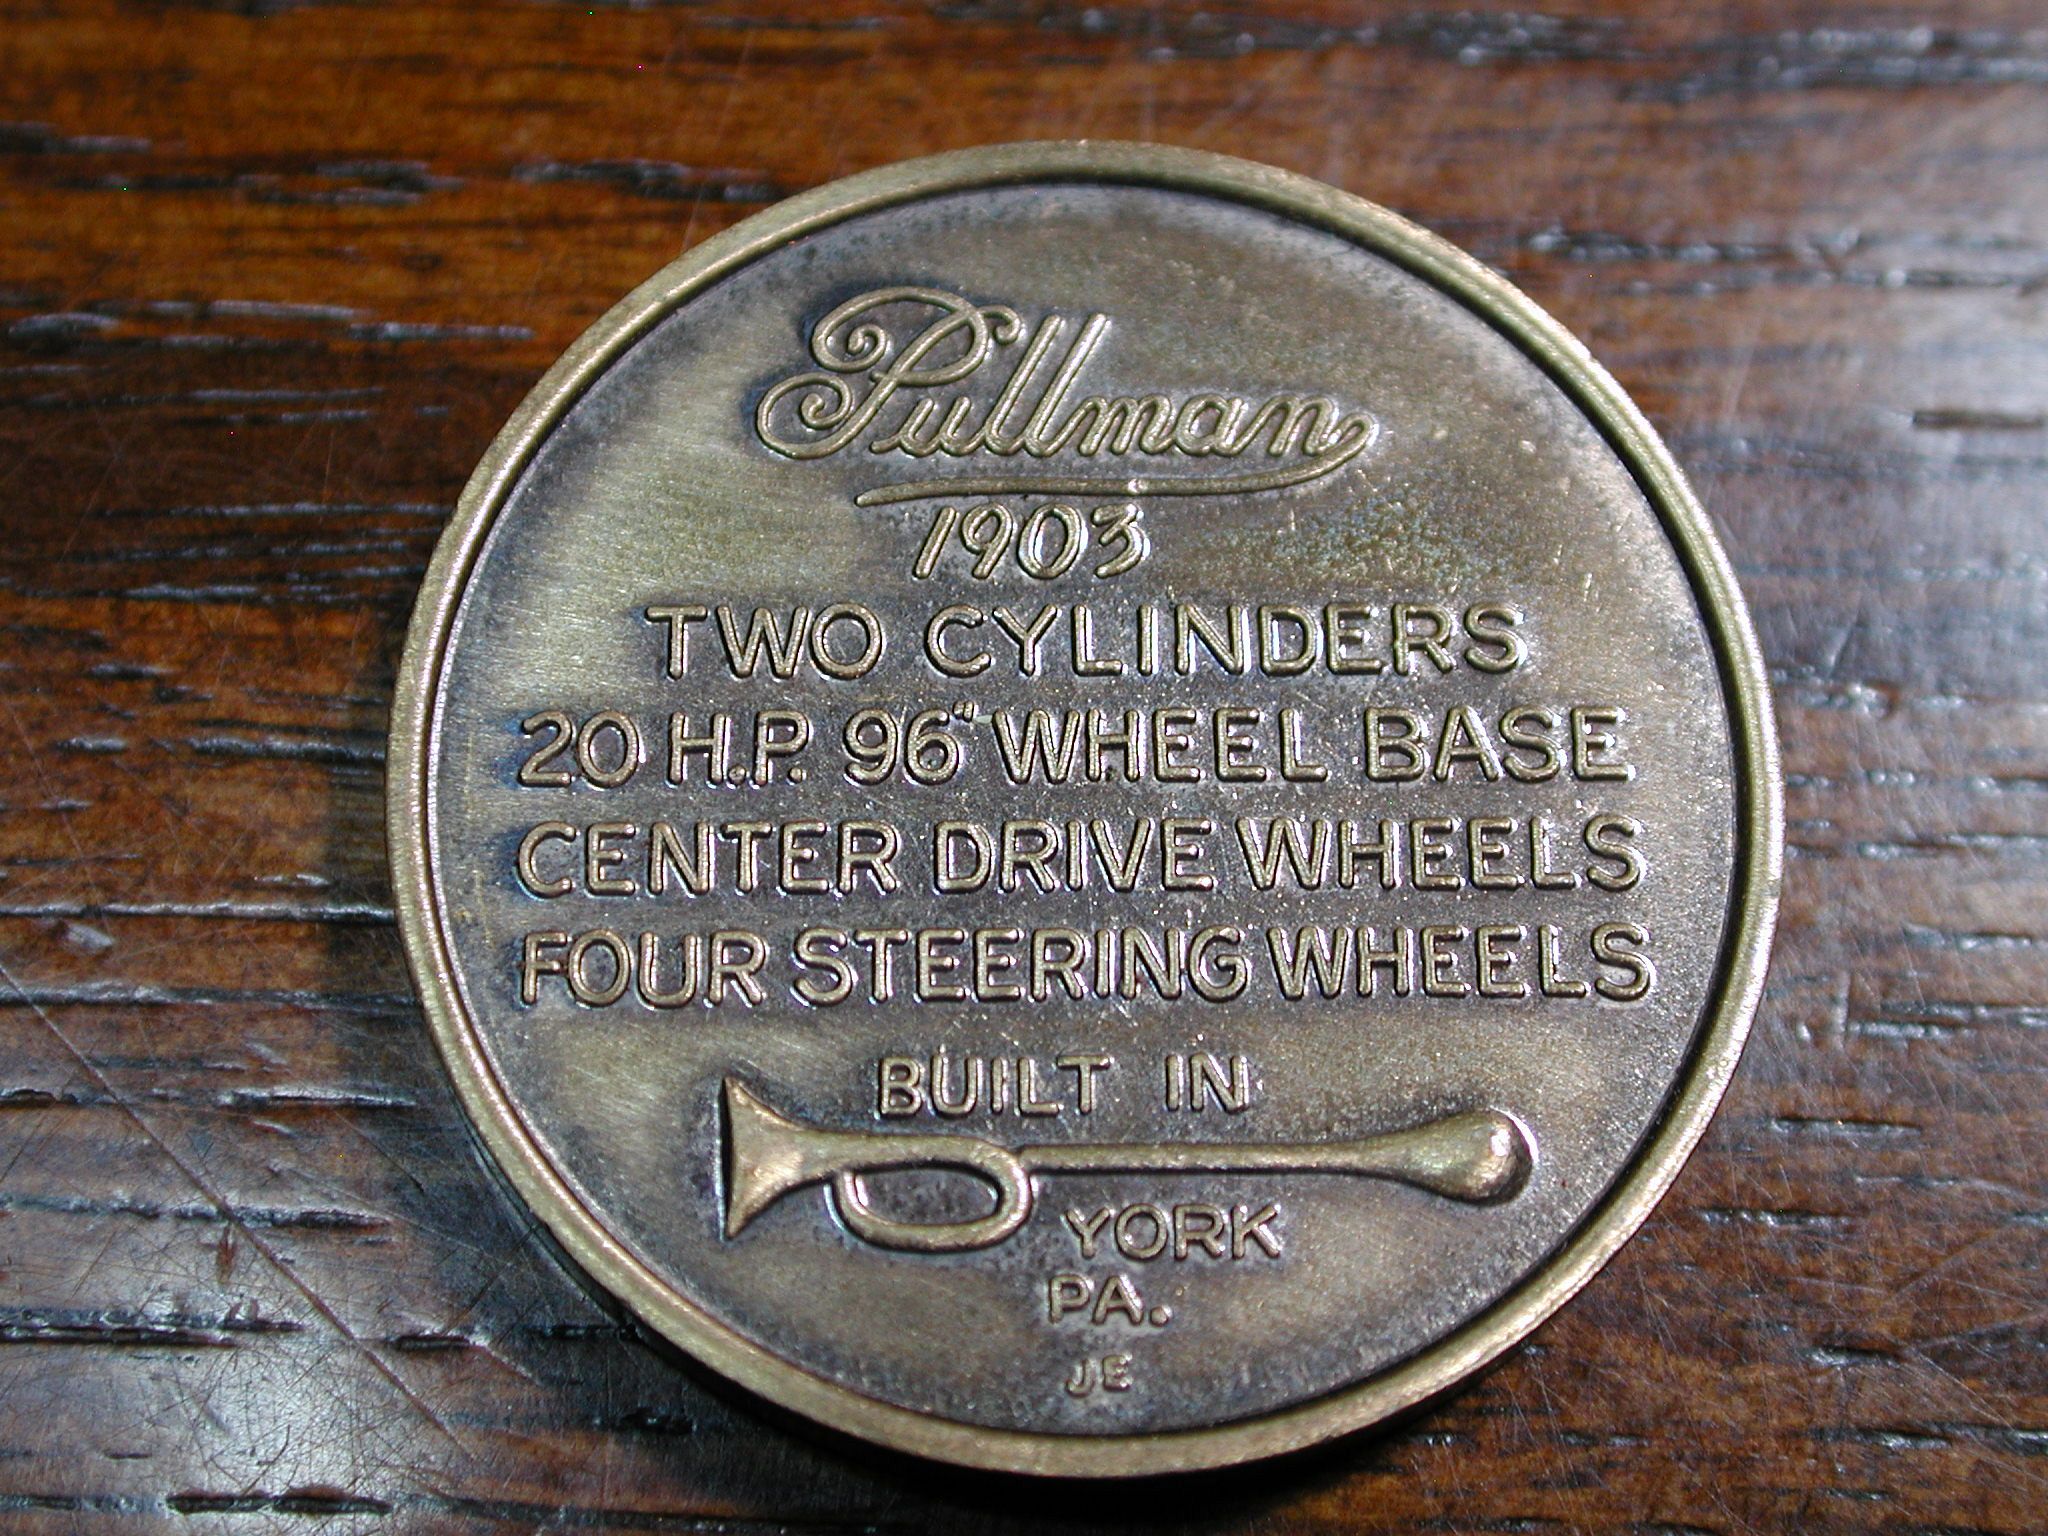 Pullman
1903
TWO CYLINDERS
20 H.P. 96" WHEEL BASE
CENTER DRIVE WHEELS
FOUR STEERING WHEELS
BUILT IN
YORK
PA.
JE